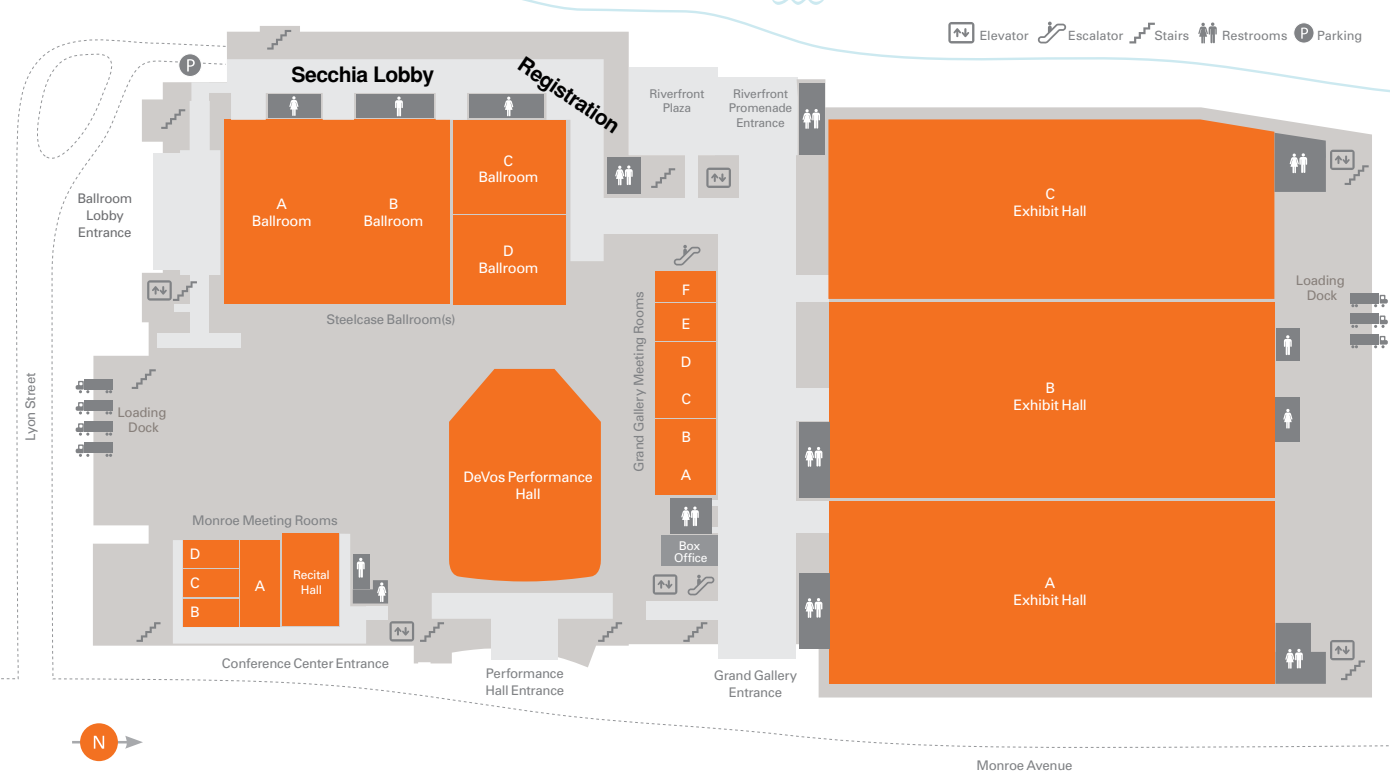 Elevator
Escalator
Stairs
Restrooms
P Parking
P
Secchia Lobby
Registration
Riverfront
Plaza
Riverfront
Promenade
Entrance
C
Ballroom
A
Ballroom
B
Ballroom
D
Ballroom
Ballroom
Lobby
Entrance
Steelcase Ballroom(s)
C
Exhibit Hall
Loading
Dock
Grand Gallery Meeting Rooms
F
E
D
C
B
A
B
Exhibit Hall
Lyon Street
Loading
Dock
DeVos Performance
Hall
Monroe Meeting Rooms
D
C
B
A
Recital
Hall
Box
Office
A
Exhibit Hall
Conference Center Entrance
Performance
Hall Entrance
Grand Gallery
Entrance
N
Monroe Avenue